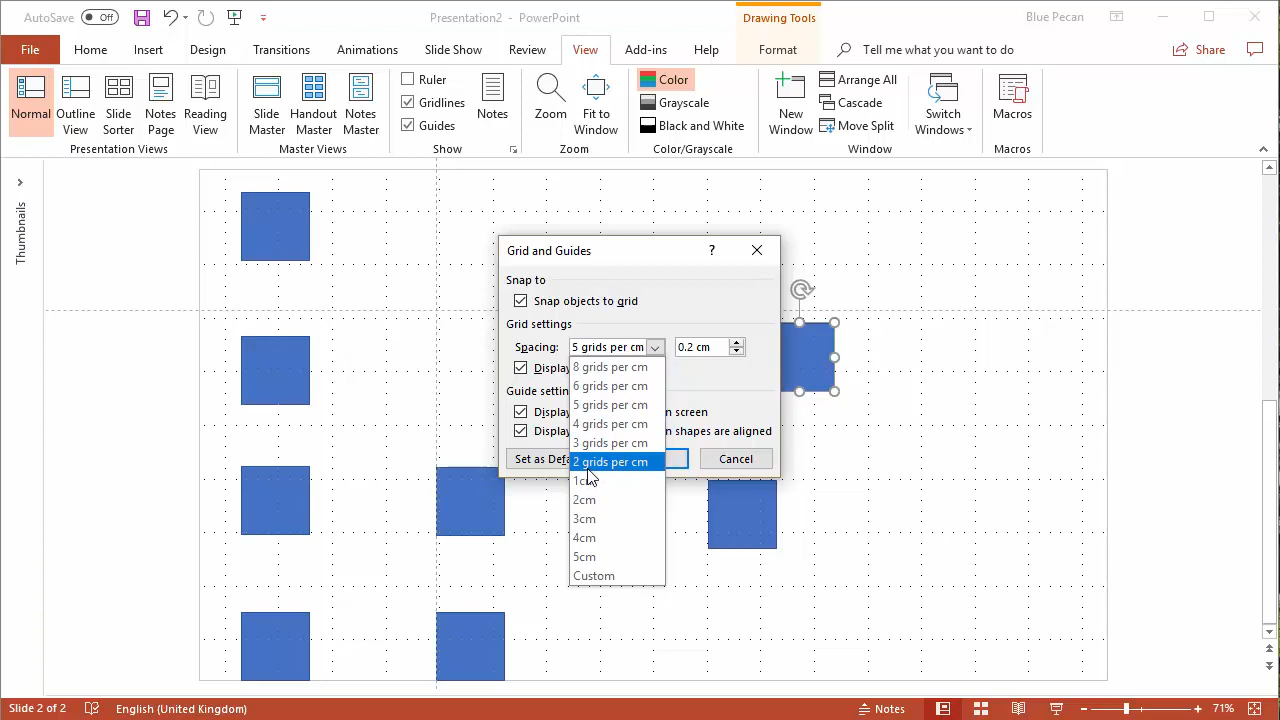 AutoSave Off Presentation2 - PowerPoint Drawing Tools Blue Pecan
File Home Insert Design Transitions Animations Slide Show Review View Add-ins Help Format Tell me what you want to do Share
Normal
Outline View
Slide Sorter
Notes Page
Reading View
Presentation Views
Slide Master
Handout Master
Notes Master
Master Views
Ruler
Gridlines
Guides
Show
Notes
Zoom
Fit to Window
Zoom
Color
Grayscale
Black and White
Color/Grayscale
New Window
Arrange All
Cascade
Move Split
Switch Windows
Window
Macros
Macros
Thumbnails
Grid and Guides ?
Snap to
Snap objects to grid
Grid settings
Spacing: 5 grids per cm 0.2 cm
Display
8 grids per cm
6 grids per cm
5 grids per cm
4 grids per cm
3 grids per cm
2 grids per cm
1cm
2cm
3cm
4cm
5cm
Custom
Guide settin
Display n screen
Display n shapes are aligned
Set as Defa Cancel
Slide 2 of 2 English (United Kingdom) Notes 71%